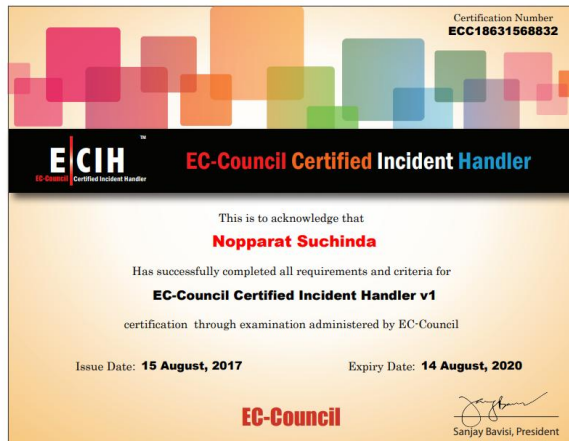 Certification Number
ECC18631568832
E|CIH ™
EC-Council Certified Incident Handler
EC-Council Certified Incident Handler
This is to acknowledge that
Nopparat Suchinda
Has successfully completed all requirements and criteria for
EC-Council Certified Incident Handler v1
certification through examination administered by EC-Council
Issue Date: 15 August, 2017 Expiry Date: 14 August, 2020
EC-Council
Sanjay Bavisi, President